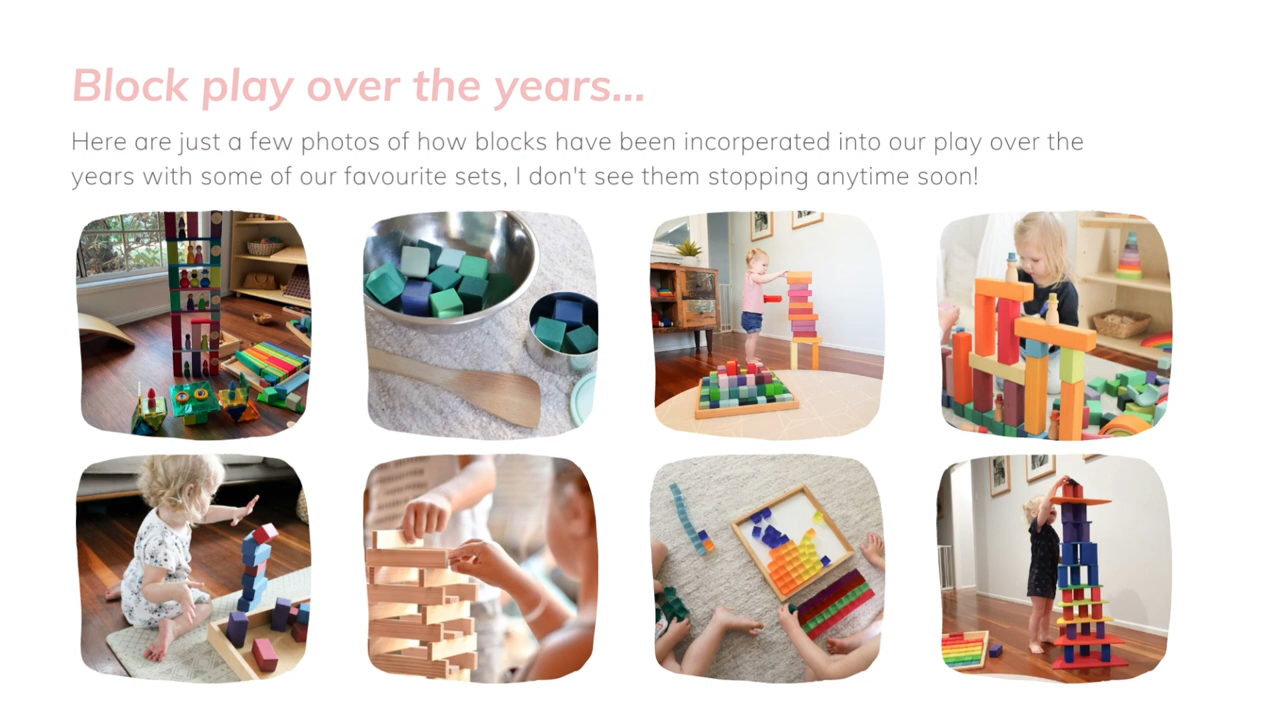 Block play over the years...
Here are just a few photos of how blocks have been incorperated into our play over the
years with some of our favourite sets, I don't see them stopping anytime soon!